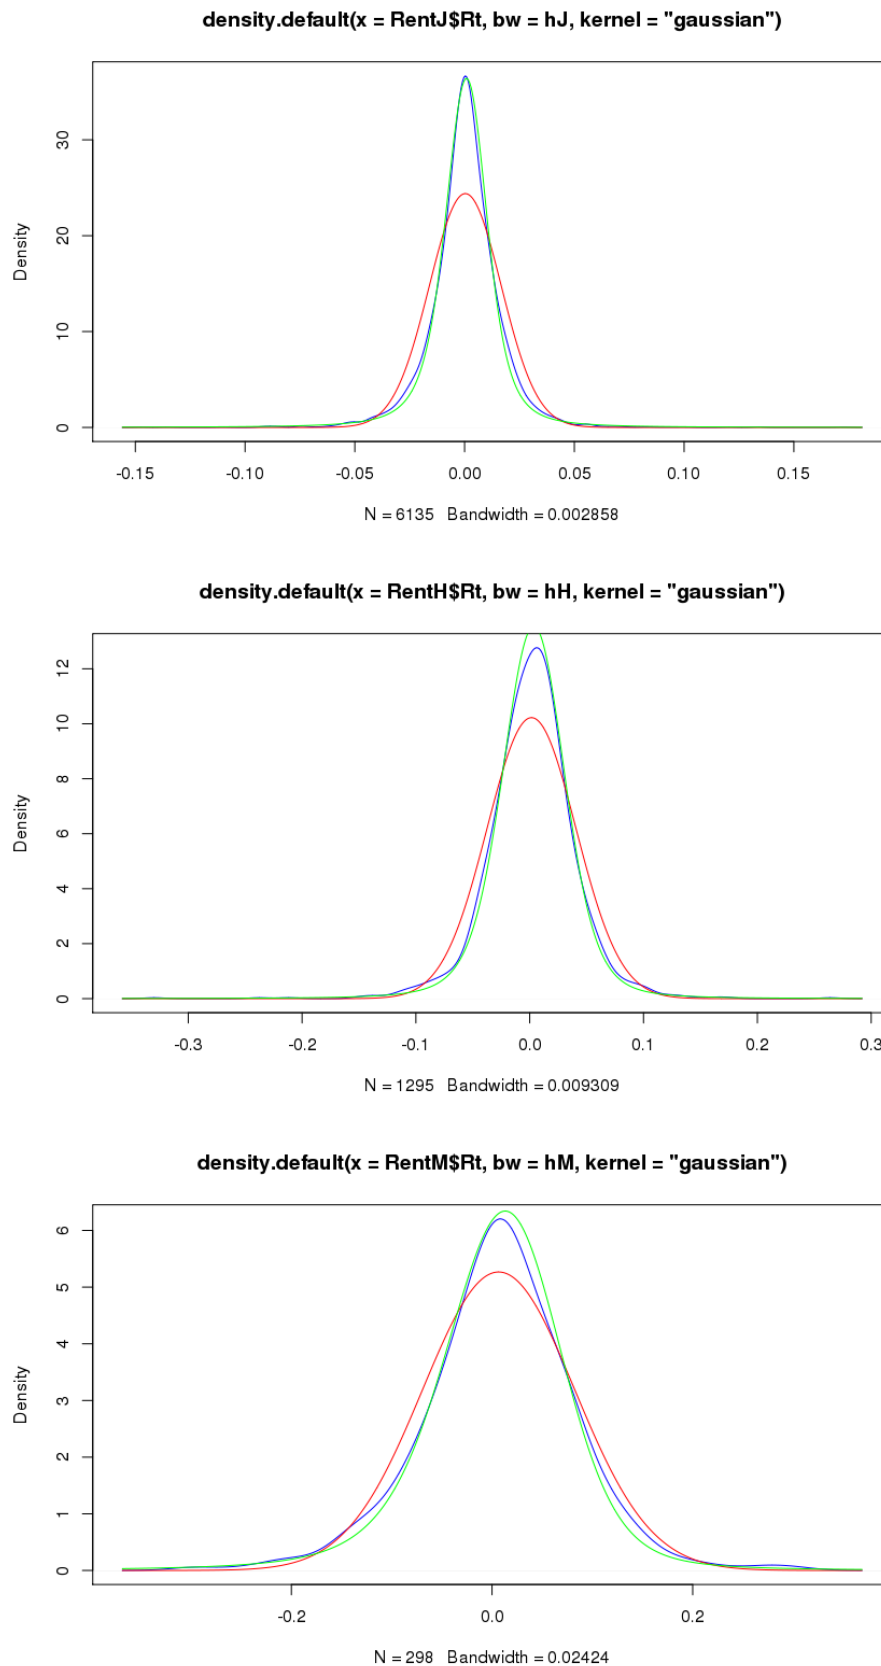 density.default(x = RentJ$Rt, bw = hJ, kernel = "gaussian")
Density
30
20
10
0
-0.15 -0.10 -0.05 0.00 0.05 0.10 0.15
N = 6135 Bandwidth = 0.002858
density.default(x = RentH$Rt, bw = hH, kernel = "gaussian")
Density
12
10
8
6
4
2
0
-0.3 -0.2 -0.1 0.0 0.1 0.2 0.3
N = 1295 Bandwidth = 0.009309
density.default(x = RentM$Rt, bw = hM, kernel = "gaussian")
Density
6
5
4
3
2
1
0
-0.2 0.0 0.2
N = 298 Bandwidth = 0.02424